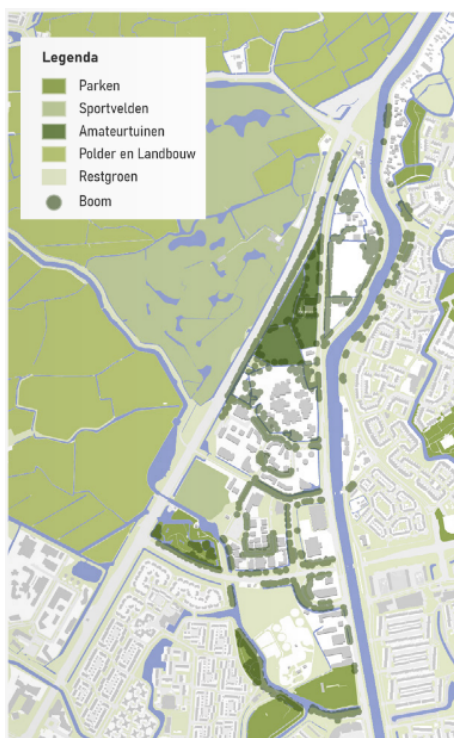 Legenda
Parken
Sportvelden
Amateurtuinen
Polder en Landbouw
Restgroen
Boom